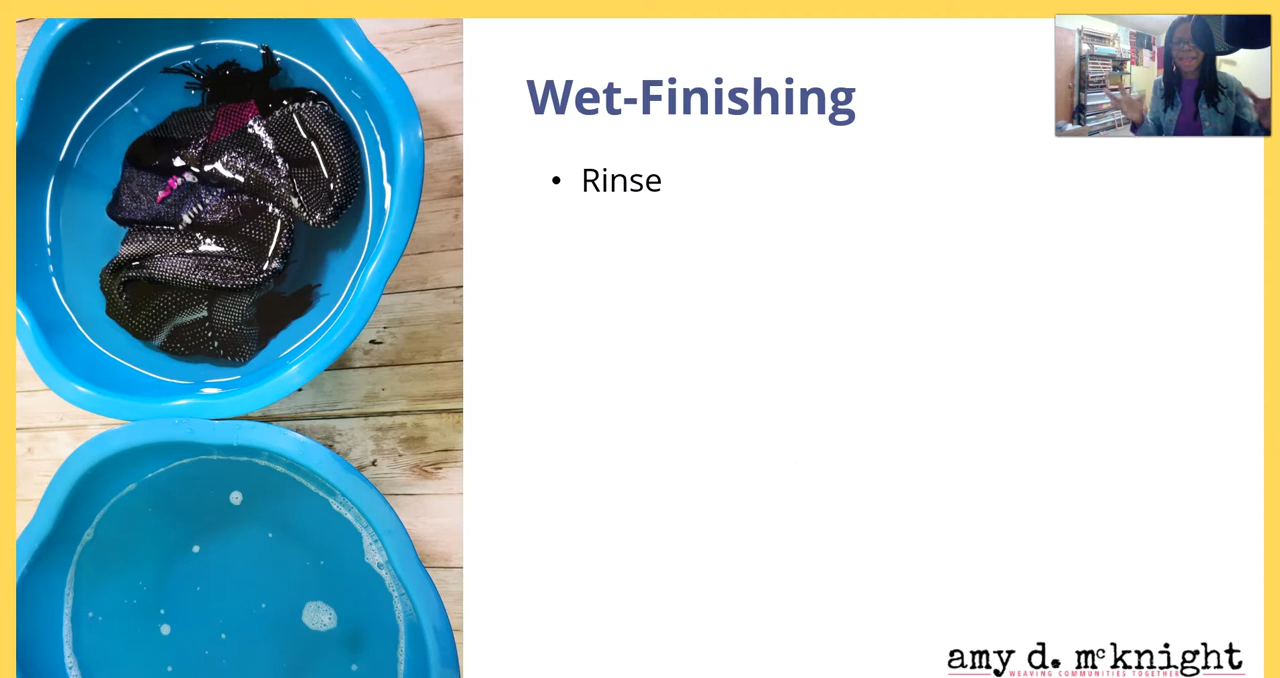 Wet-Finishing
• Rinse
amy d. mcknight
WEAVING COMMUNITIES TOGETHER